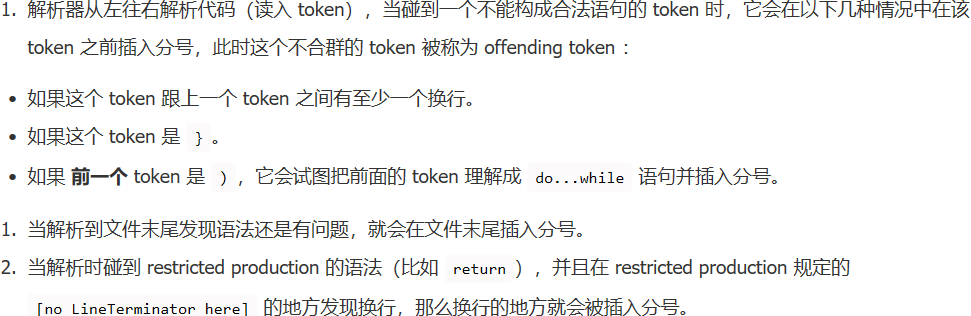 1. 解析器从左往右解析代码（读入 token），当碰到一个不能构成合法语句的 token 时，它会在以下几种情况中在该
token 之前插入分号，此时这个不合群的 token 被称为 offending token ：
• 如果这个 token 跟上一个 token 之间有至少一个换行。
• 如果这个 token 是 } 。
• 如果 前一个 token 是 ) ，它会试图把前面的 token 理解成 do...while 语句并插入分号。
1. 当解析到文件末尾发现语法还是有问题，就会在文件末尾插入分号。
2. 当解析时碰到 restricted production 的语法（比如 return ），并且在 restricted production 规定的
[no LineTerminator here] 的地方发现换行，那么换行的地方就会被插入分号。